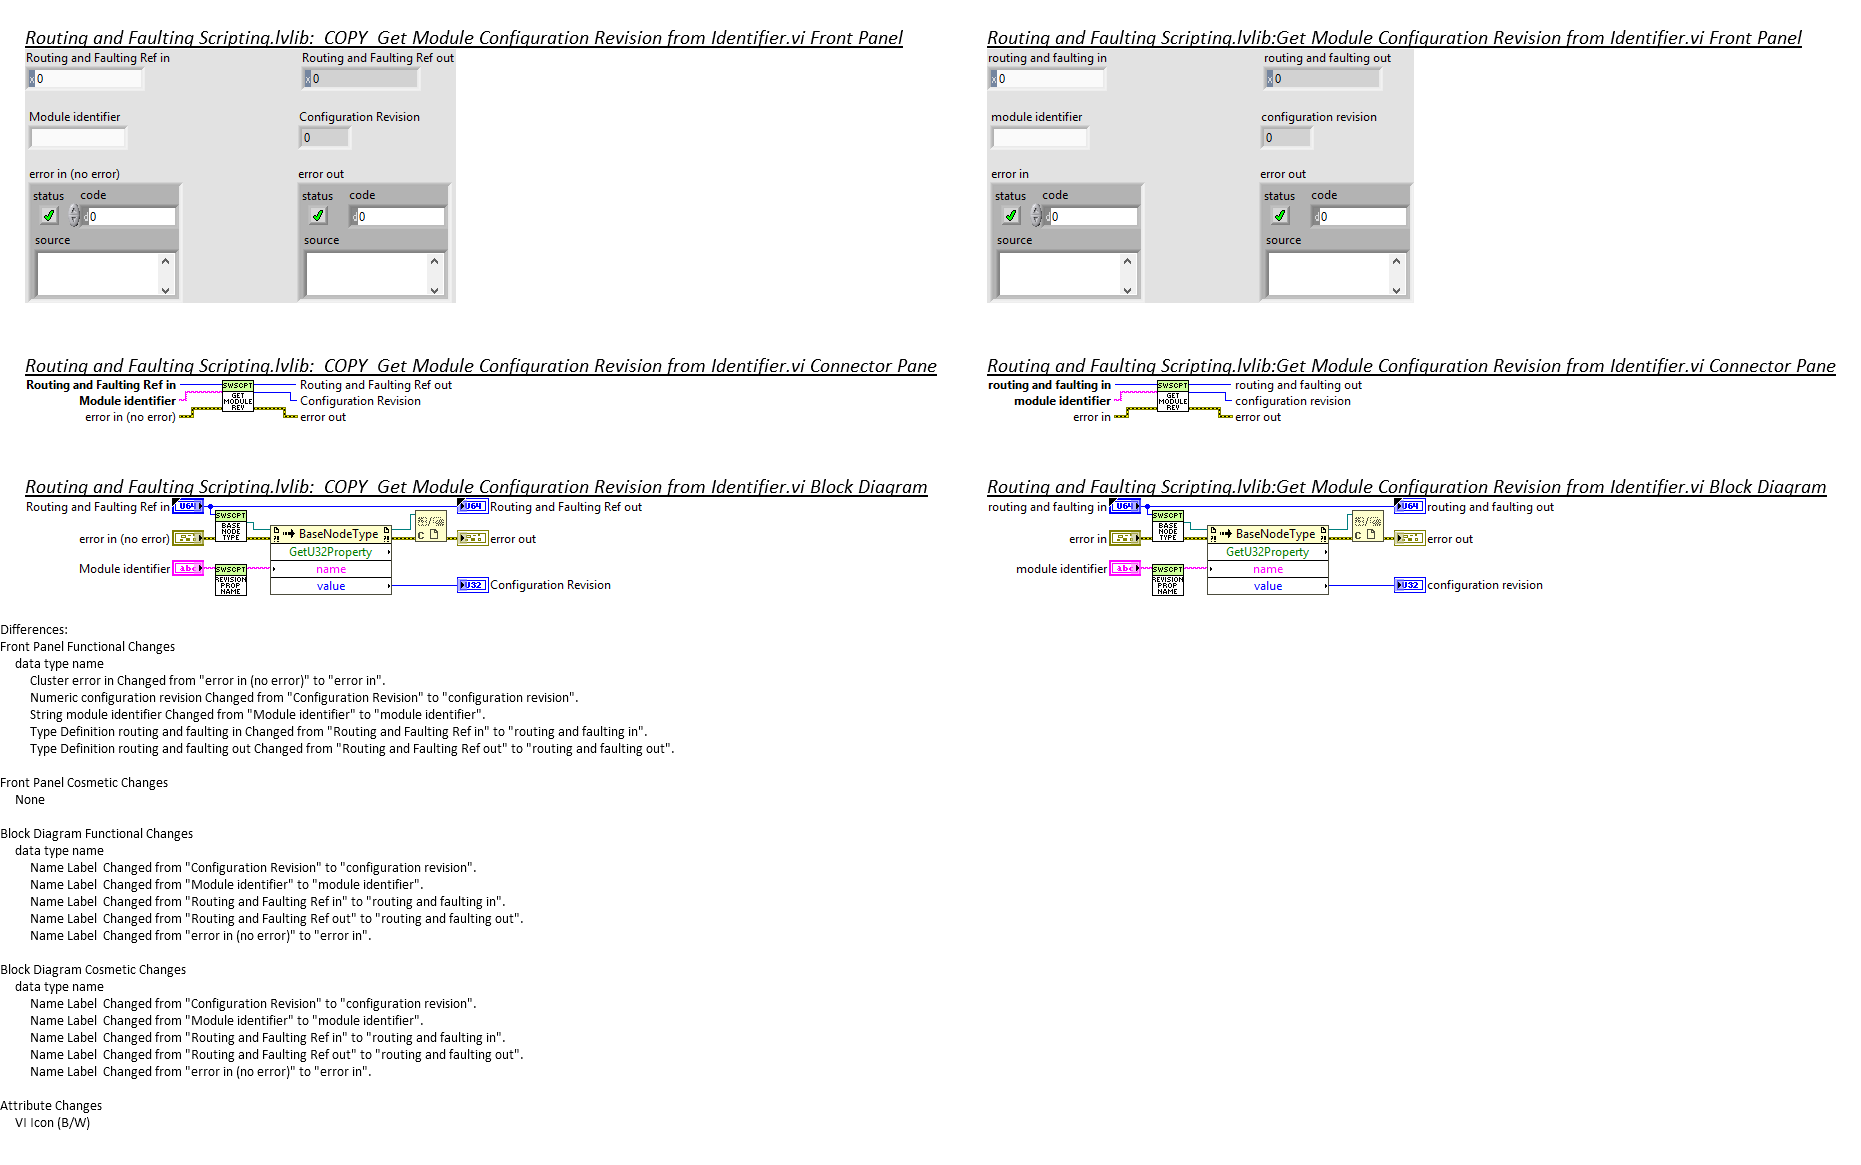 Routing and Faulting Scripting.lvlib:_COPY_Get Module Configuration Revision from Identifier.vi Front Panel
Routing and Faulting Ref in
Routing and Faulting Ref out
x 0
x 0
Module identifier
Configuration Revision
0
error in (no error)
error out
status
code
status
code
d 0
d 0
source
source
Routing and Faulting Scripting.lvlib:Get Module Configuration Revision from Identifier.vi Front Panel
routing and faulting in
routing and faulting out
x 0
x 0
module identifier
configuration revision
0
error in
error out
status
code
status
code
d 0
d 0
source
source
Routing and Faulting Scripting.lvlib:_COPY_Get Module Configuration Revision from Identifier.vi Connector Pane
Routing and Faulting Ref in
Module identifier
error in (no error)
SWSCPT
GET
MODULE
REV
Routing and Faulting Ref out
Configuration Revision
error out
Routing and Faulting Scripting.lvlib:Get Module Configuration Revision from Identifier.vi Connector Pane
routing and faulting in
module identifier
error in
SWSCPT
GET
MODULE
REV
routing and faulting out
configuration revision
error out
Routing and Faulting Scripting.lvlib:_COPY_Get Module Configuration Revision from Identifier.vi Block Diagram
Routing and Faulting Ref in
U64
U64
Routing and Faulting Ref out
SWSCPT
BASE
NODE
TYPE
error in (no error)
BaseNodeType
GetU32Property
name
value
error out
Module identifier
abc
SWSCPT
REVISION
PROP
NAME
U32
Configuration Revision
Routing and Faulting Scripting.lvlib:Get Module Configuration Revision from Identifier.vi Block Diagram
routing and faulting in
U64
U64
routing and faulting out
SWSCPT
BASE
NODE
TYPE
error in
BaseNodeType
GetU32Property
name
value
error out
module identifier
abc
SWSCPT
REVISION
PROP
NAME
U32
configuration revision
Differences:
Front Panel Functional Changes
data type name
Cluster error in Changed from "error in (no error)" to "error in".
Numeric configuration revision Changed from "Configuration Revision" to "configuration revision".
String module identifier Changed from "Module identifier" to "module identifier".
Type Definition routing and faulting in Changed from "Routing and Faulting Ref in" to "routing and faulting in".
Type Definition routing and faulting out Changed from "Routing and Faulting Ref out" to "routing and faulting out".
Front Panel Cosmetic Changes
None
Block Diagram Functional Changes
data type name
Name Label  Changed from "Configuration Revision" to "configuration revision".
Name Label  Changed from "Module identifier" to "module identifier".
Name Label  Changed from "Routing and Faulting Ref in" to "routing and faulting in".
Name Label  Changed from "Routing and Faulting Ref out" to "routing and faulting out".
Name Label  Changed from "error in (no error)" to "error in".
Block Diagram Cosmetic Changes
data type name
Name Label  Changed from "Configuration Revision" to "configuration revision".
Name Label  Changed from "Module identifier" to "module identifier".
Name Label  Changed from "Routing and Faulting Ref in" to "routing and faulting in".
Name Label  Changed from "Routing and Faulting Ref out" to "routing and faulting out".
Name Label  Changed from "error in (no error)" to "error in".
Attribute Changes
VI Icon (B/W)